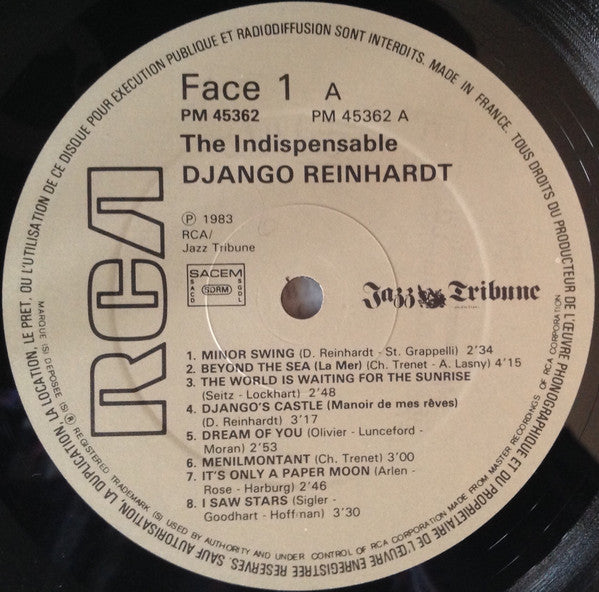 Face 1 A
PM 45362 PM 45362 A
The Indispensable
DJANGO REINHARDT
Ⓟ 1983
RCA/
Jazz Tribune
RCA
SACEM
SACD
SDRM
SGDL
Jazz Tribune
1. MINOR SWING (D. Reinhardt - St. Grappelli) 2'34
2. BEYOND THE SEA (La Mer) (Ch. Trenet - A. Lasny) 4'15
3. THE WORLD IS WAITING FOR THE SUNRISE
(Seitz - Lockhart) 2'48
4. DJANGO'S CASTLE (Manoir de mes rêves)
(D. Reinhardt) 3'17
5. DREAM OF YOU (Olivier - Lunceford -
Moran) 2'53
6. MENILMONTANT (Ch. Trenet) 3'00
7. IT'S ONLY A PAPER MOON (Arlen -
Rose - Harburg) 2'46
8. I SAW STARS (Sigler -
Goodhart - Hoffman) 3'30
MADE IN FRANCE. TOUS DROITS DU PRODUCTEUR DE L'ŒUVRE PHONOGRAPHIQUE ET DU PROPRIETAIRE DE L'ŒUVRE ENREGISTREE RESERVES. SAUF AUTORISATION, LA DUPLICATION, LA LOCATION, LE PRET, OU L'UTILISATION DE CE DISQUE POUR EXECUTION PUBLIQUE ET RADIODIFFUSION SONT INTERDITS.
MARQUE (S) DEPOSEE (S) ® REGISTERED TRADEMARK (S) USED BY AUTHORITY AND UNDER CONTROL OF RCA CORPORATION MADE FROM MASTER RECORDINGS OF RCA CORPORATION